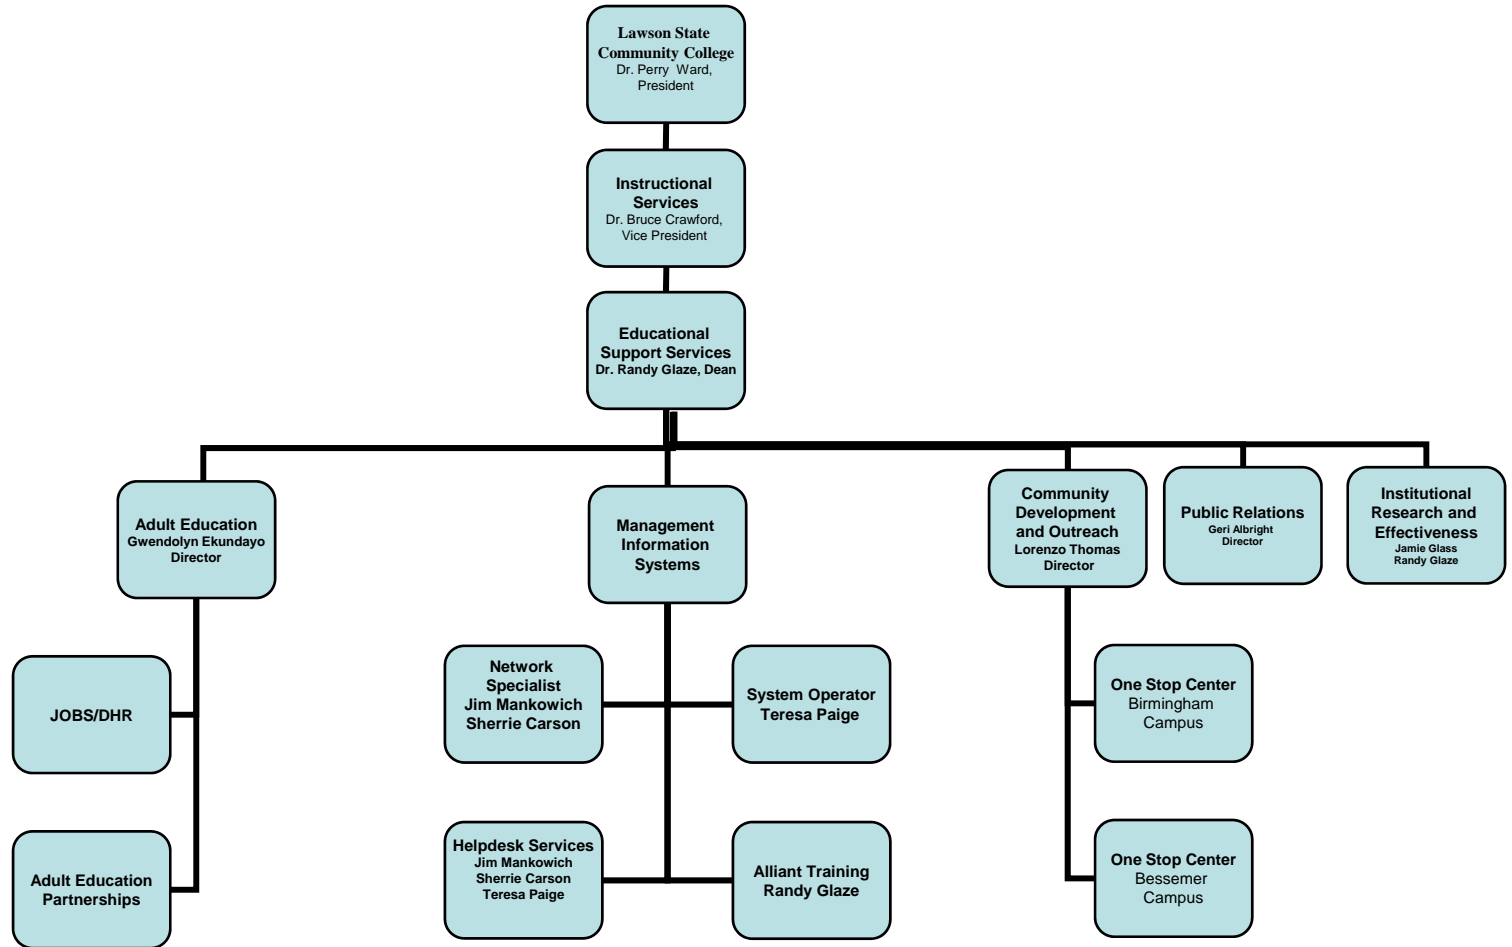 Lawson State
Community College
Dr. Perry Ward,
President
Instructional
Services
Dr. Bruce Crawford,
Vice President
Educational
Support Services
Dr. Randy Glaze, Dean
Adult Education
Gwendolyn Ekundayo
Director
Management
Information
Systems
Community
Development
and Outreach
Lorenzo Thomas
Director
Public Relations
Geri Albright
Director
Institutional
Research and
Effectiveness
Jamie Glass
Randy Glaze
JOBS/DHR
Network
Specialist
Jim Mankowich
Sherrie Carson
System Operator
Teresa Paige
One Stop Center
Birmingham
Campus
Adult Education
Partnerships
Helpdesk Services
Jim Mankowich
Sherrie Carson
Teresa Paige
Alliant Training
Randy Glaze
One Stop Center
Bessemer
Campus